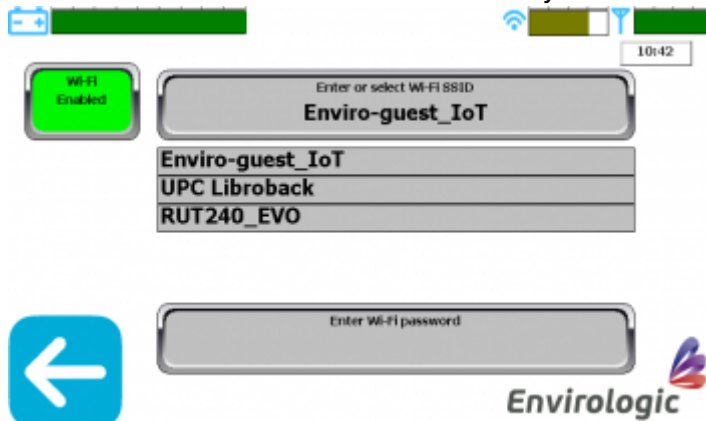 10:42
Wi-Fi
Enabled
Enter or select Wi-Fi SSID
Enviro-guest_IoT
Enviro-guest_IoT
UPC Libroback
RUT240_EVO
Enter Wi-Fi password
Envirologic